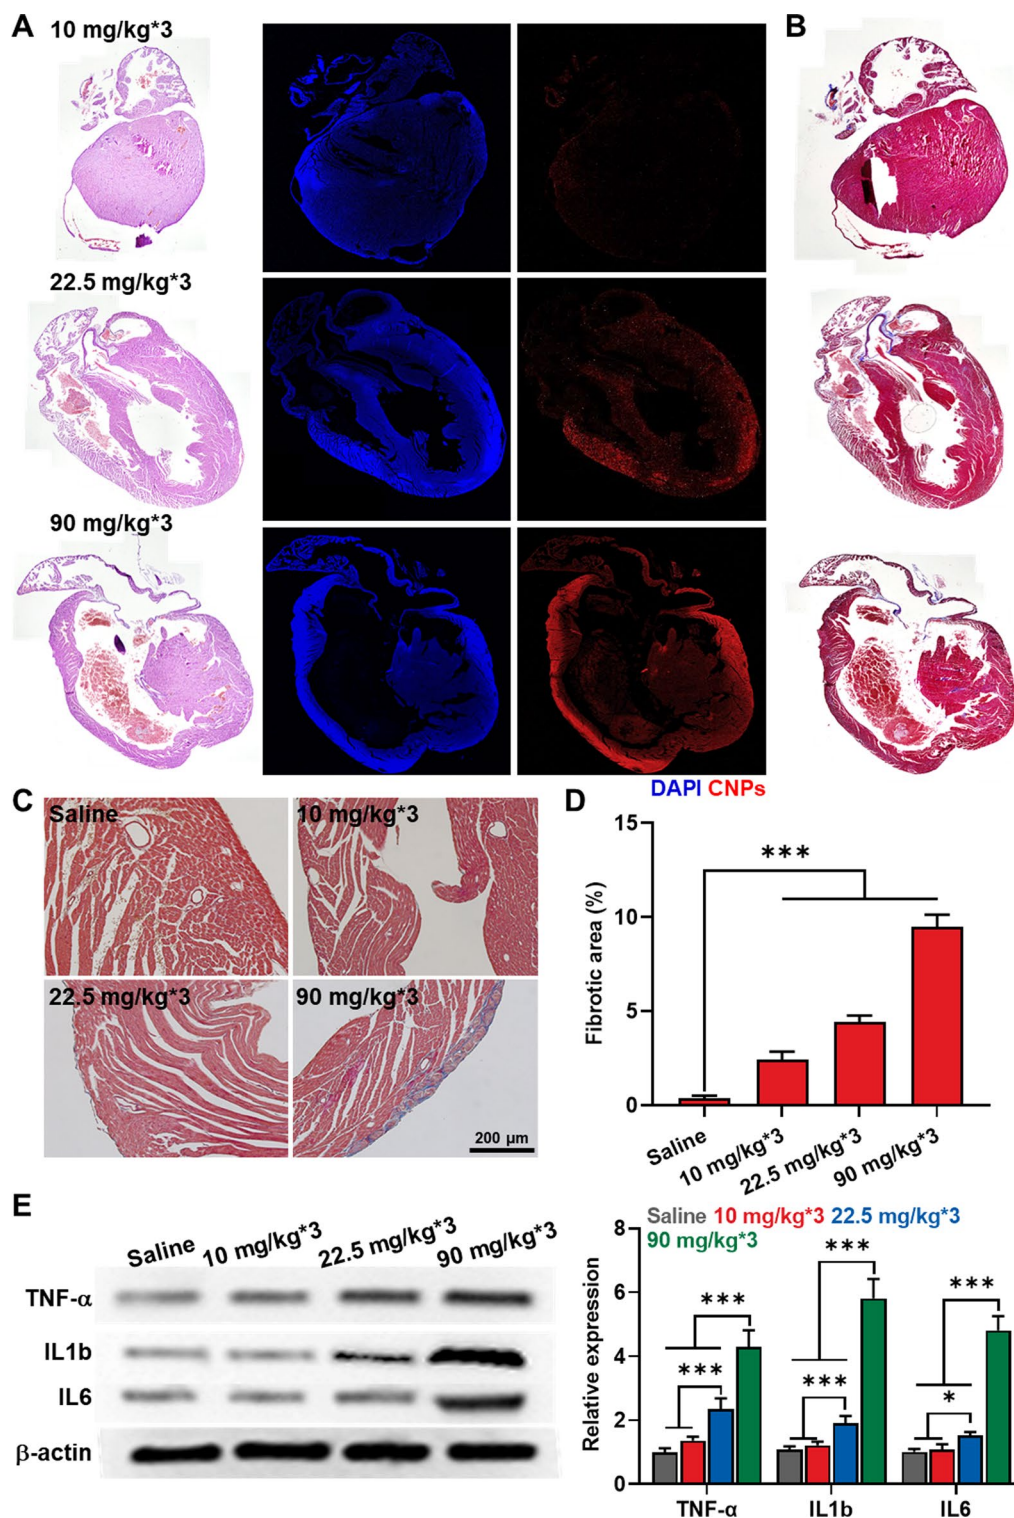 A
10 mg/kg*3
B
22.5 mg/kg*3
90 mg/kg*3
DAPI CNPs
C
Saline
10 mg/kg*3
22.5 mg/kg*3
90 mg/kg*3
200 μm
D
15
10
5
0
Fibrotic area (%)
***
Saline
10 mg/kg*3
22.5 mg/kg*3
90 mg/kg*3
E
Saline
10 mg/kg*3
22.5 mg/kg*3
90 mg/kg*3
TNF-α
IL1b
IL6
β-actin
Saline 10 mg/kg*3 22.5 mg/kg*3
90 mg/kg*3
8
6
4
2
0
Relative expression
***
***
***
***
***
*
TNF-α
IL1b
IL6